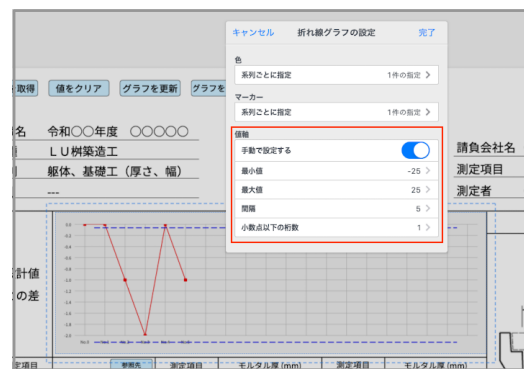 キャンセル 折れ線グラフの設定 完了
色
系列ごとに指定 1件の指定
マーカー
系列ごとに指定 1件の指定
値軸
手動で設定する
最小値 -25
最大値 25
間隔 5
小数点以下の桁数 1
取得 値をクリア グラフを更新 グラフを
名 令和○○年度 ○○○○○
LU桝築造工
躯体、基礎工（厚さ、幅）
---
請負会社名
測定項目
測定者
計値
の差
定項目 参照先 測定項目 モルタル厚(mm) 測定項目 モルタル厚(mm)